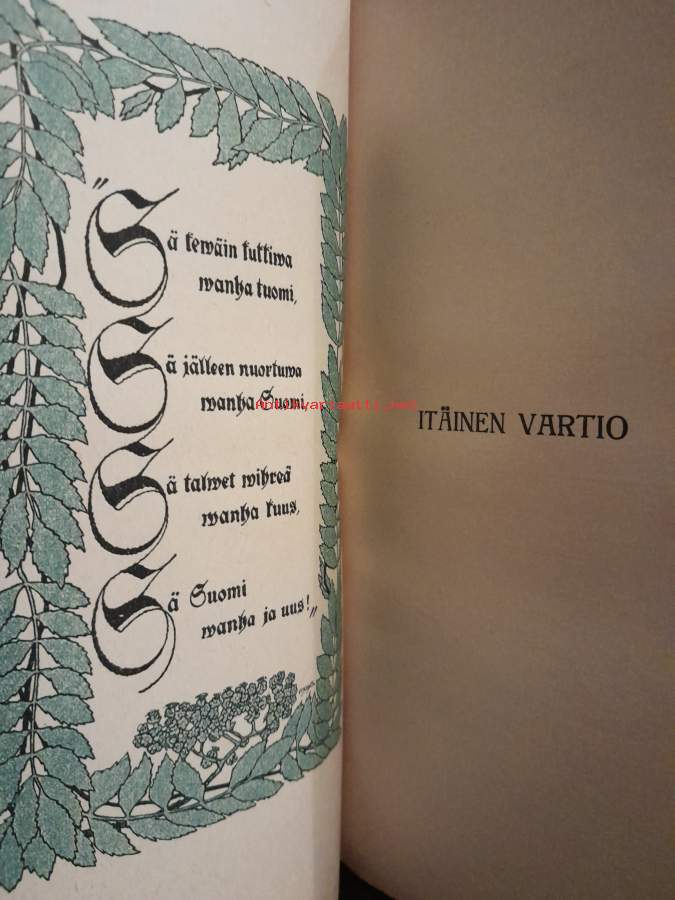 "Sä kewäin kukkiwa
wanha tuomi,
Sä jälleen nuortuwa
wanha Suomi,
Sä talwet wihreä
wanha kuus,
Sä Suomi
wanha ja uus!"
Antikvariaatti.net
ITÄINEN VARTIO